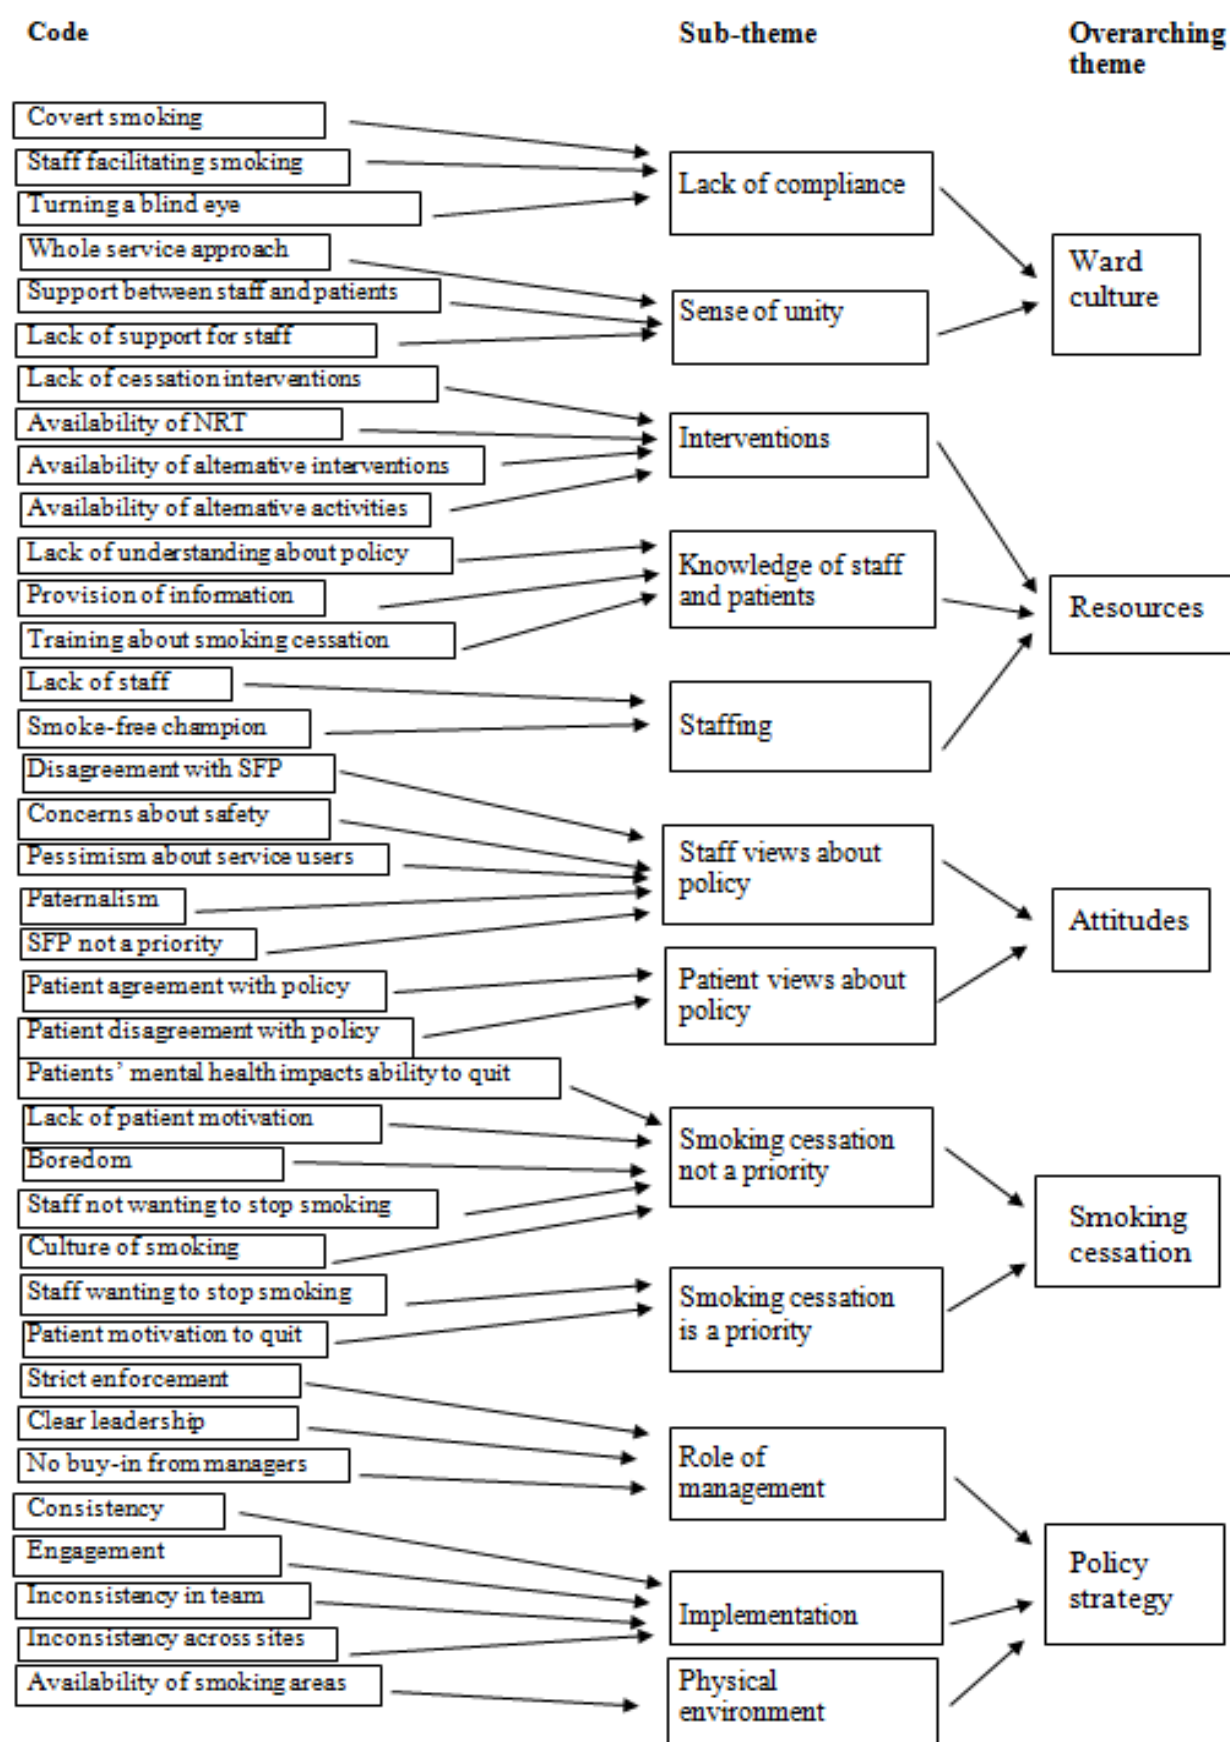 Code
Sub-theme
Overarching
theme
Covert smoking
Staff facilitating smoking
Turning a blind eye
Whole service approach
Support between staff and patients
Lack of support for staff
Lack of cessation interventions
Availability of NRT
Availability of alternative interventions
Availability of alternative activities
Lack of understanding about policy
Provision of information
Training about smoking cessation
Lack of staff
Smoke-free champion
Disagreement with SFP
Concerns about safety
Pessimism about service users
Paternalism
SFP not a priority
Patient agreement with policy
Patient disagreement with policy
Patients’ mental health impacts ability to quit
Lack of patient motivation
Boredom
Staff not wanting to stop smoking
Culture of smoking
Staff wanting to stop smoking
Patient motivation to quit
Strict enforcement
Clear leadership
No buy-in from managers
Consistency
Engagement
Inconsistency in team
Inconsistency across sites
Availability of smoking areas
Lack of compliance
Sense of unity
Interventions
Knowledge of staff
and patients
Staffing
Staff views about
policy
Patient views about
policy
Smoking cessation
not a priority
Smoking cessation
is a priority
Role of
management
Implementation
Physical
environment
Ward
culture
Resources
Attitudes
Smoking
cessation
Policy
strategy